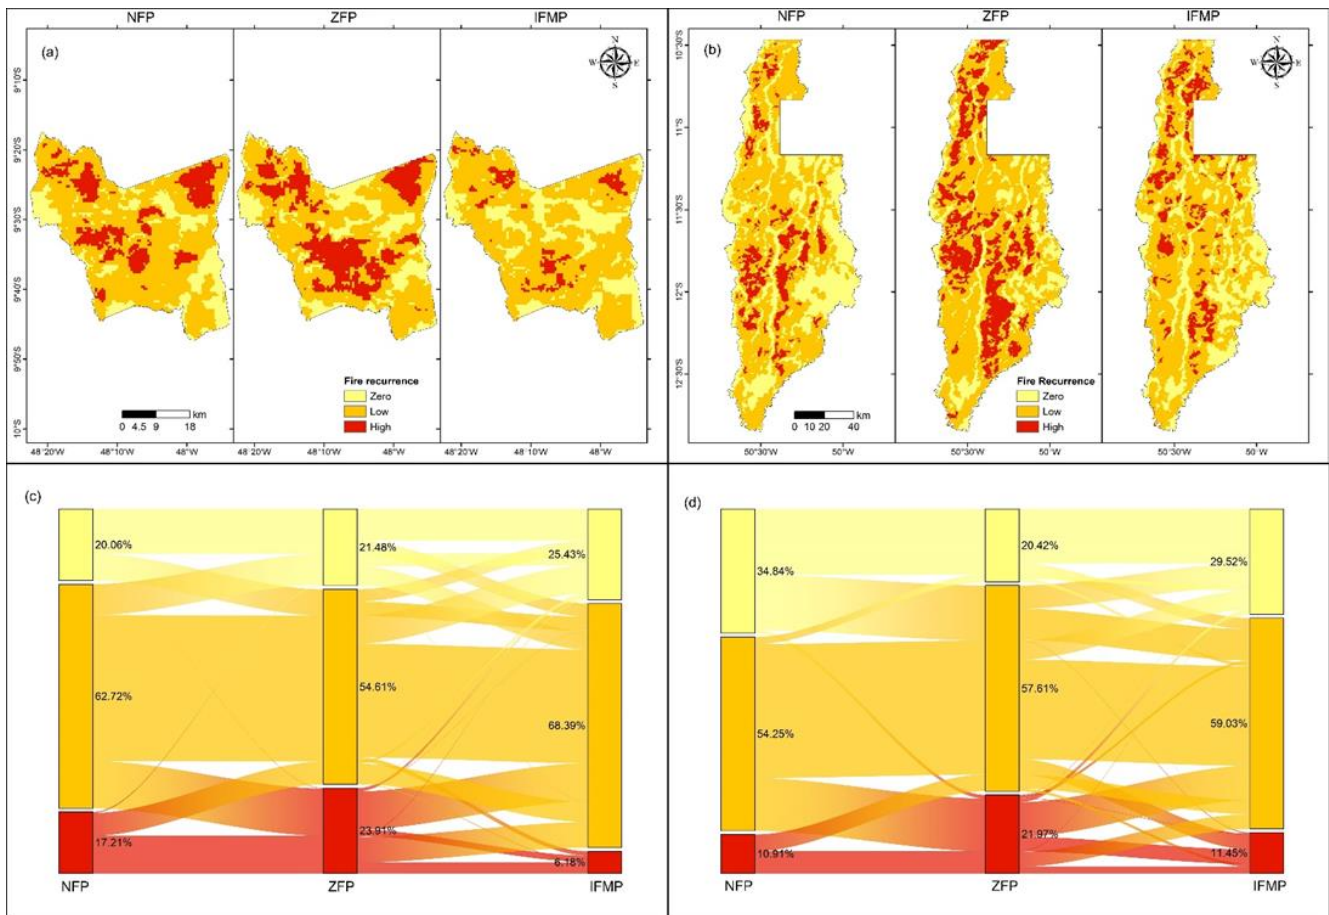 NFP ZFP IFMP
(a)
N
W E
S
9°10'S
9°20'S
9°30'S
9°40'S
9°50'S
10°S
Fire recurrence
Zero
Low
High
km
0 4.5 9 18
48°20'W 48°10'W 48°W 48°20'W 48°10'W 48°W 48°20'W 48°10'W 48°W
NFP ZFP IFMP
(b)
N
W E
S
10°30'S
11°S
11°30'S
12°S
12°30'S
Fire Recurrence
Zero
Low
High
km
0 10 20 40
50°30'W 50°W 50°30'W 50°W 50°30'W 50°W
(c)
20.06% 21.48% 25.43%
62.72% 54.61% 68.39%
17.21% 23.91% 6.18%
NFP ZFP IFMP
(d)
34.84% 20.42% 29.52%
54.25% 57.61% 59.03%
10.91% 21.97% 11.45%
NFP ZFP IFMP